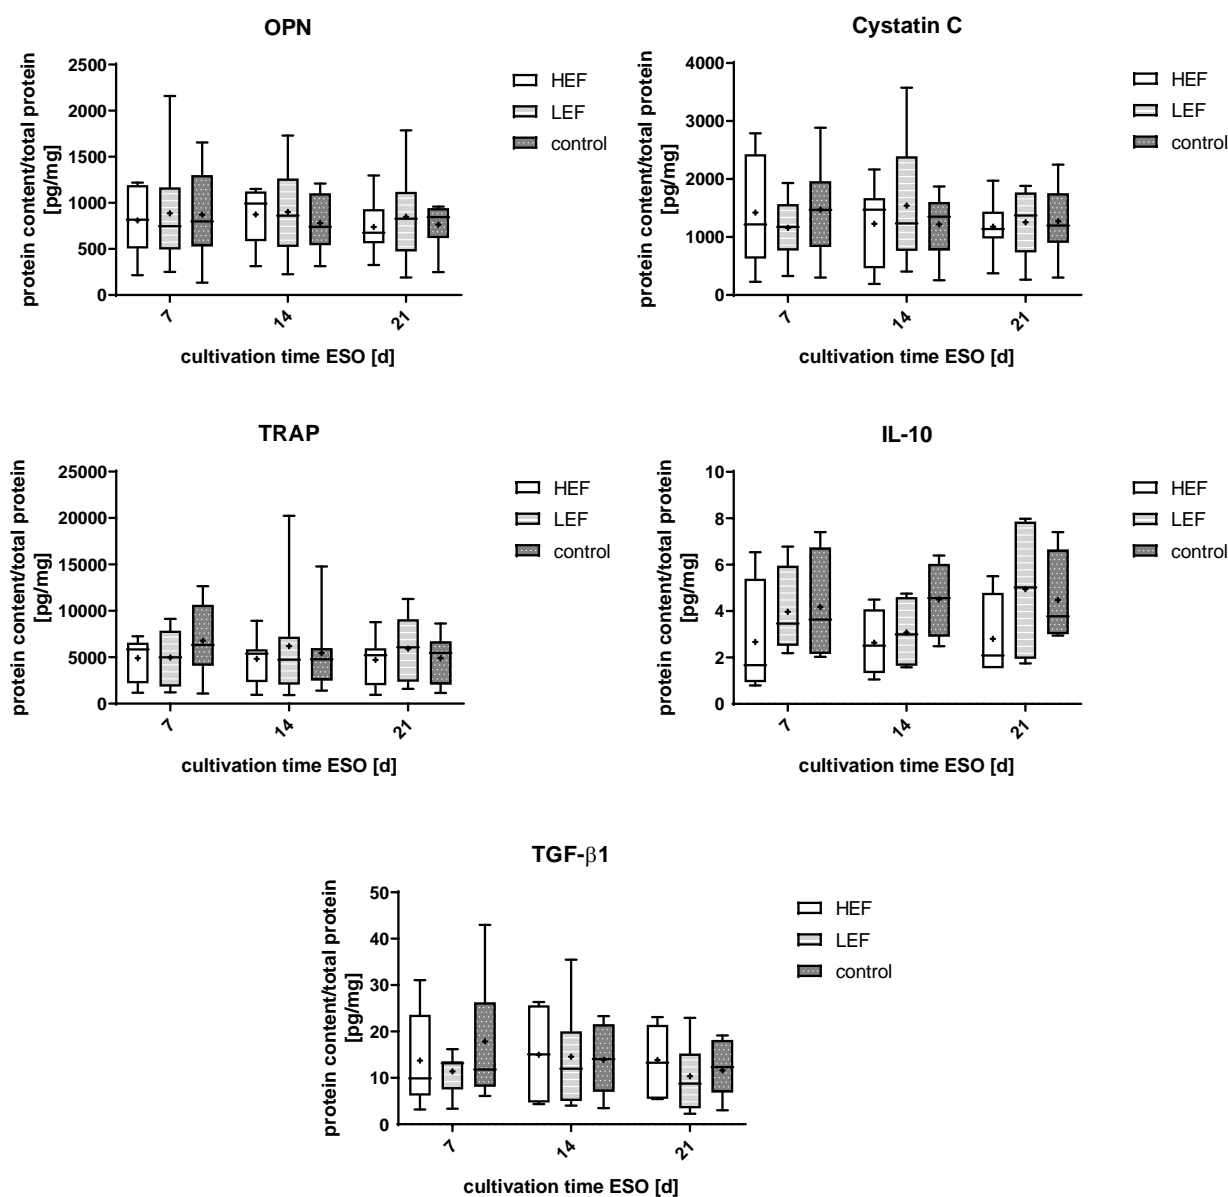 OPN
protein content/total protein
[pg/mg]
2500
2000
1500
1000
500
0
7
14
21
cultivation time ESO [d]
HEF
LEF
control
Cystatin C
protein content/total protein
[pg/mg]
4000
3000
2000
1000
0
7
14
21
cultivation time ESO [d]
HEF
LEF
control
TRAP
protein content/total protein
[pg/mg]
25000
20000
15000
10000
5000
0
7
14
21
cultivation time ESO [d]
HEF
LEF
control
IL-10
protein content/total protein
[pg/mg]
10
8
6
4
2
0
7
14
21
cultivation time ESO [d]
HEF
LEF
control
TGF-β1
protein content/total protein
[pg/mg]
50
40
30
20
10
0
7
14
21
cultivation time ESO [d]
HEF
LEF
control